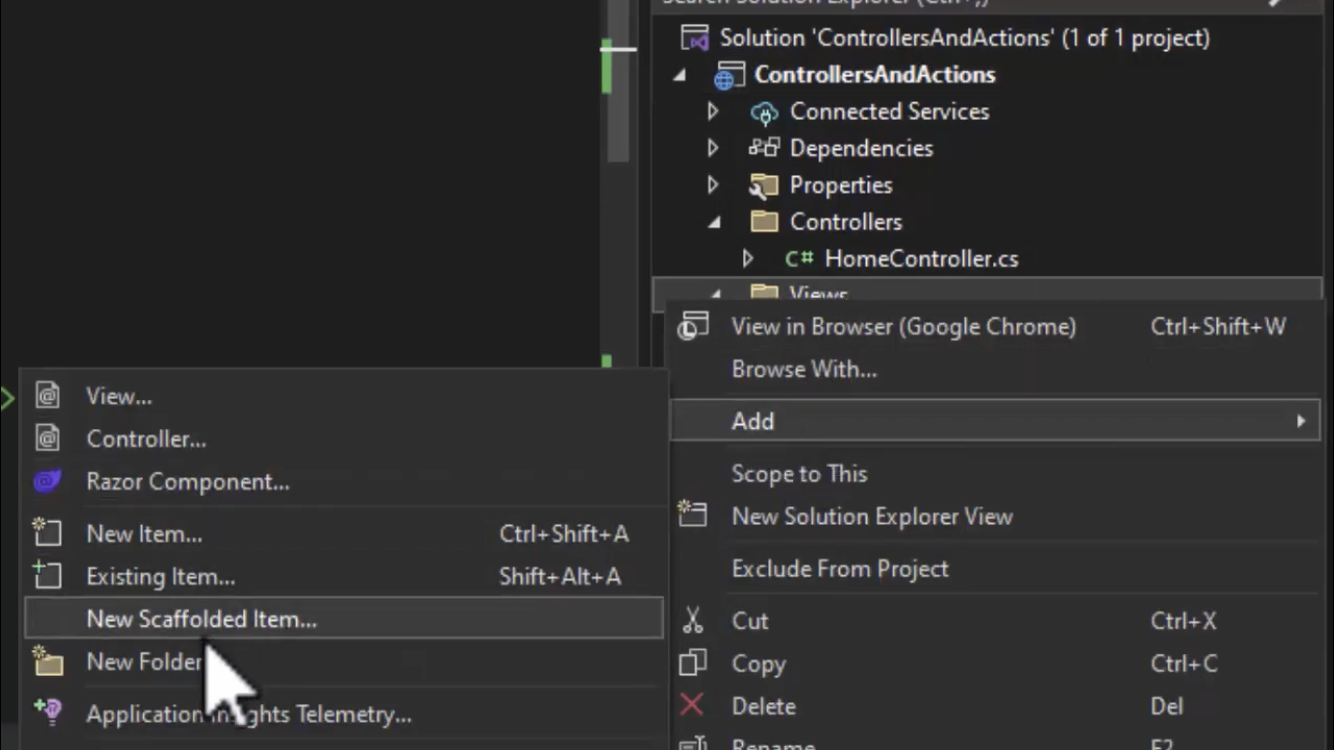 Search Solution Explorer (Ctrl+;)
Solution 'ControllersAndActions' (1 of 1 project)
ControllersAndActions
Connected Services
Dependencies
Properties
Controllers
C# HomeController.cs
Views
View in Browser (Google Chrome) Ctrl+Shift+W
Browse With...
Add
Scope to This
New Solution Explorer View
Exclude From Project
Cut Ctrl+X
Copy Ctrl+C
Delete Del
Rename F2
View...
Controller...
Razor Component...
New Item... Ctrl+Shift+A
Existing Item... Shift+Alt+A
New Scaffolded Item...
New Folder
Application Insights Telemetry...